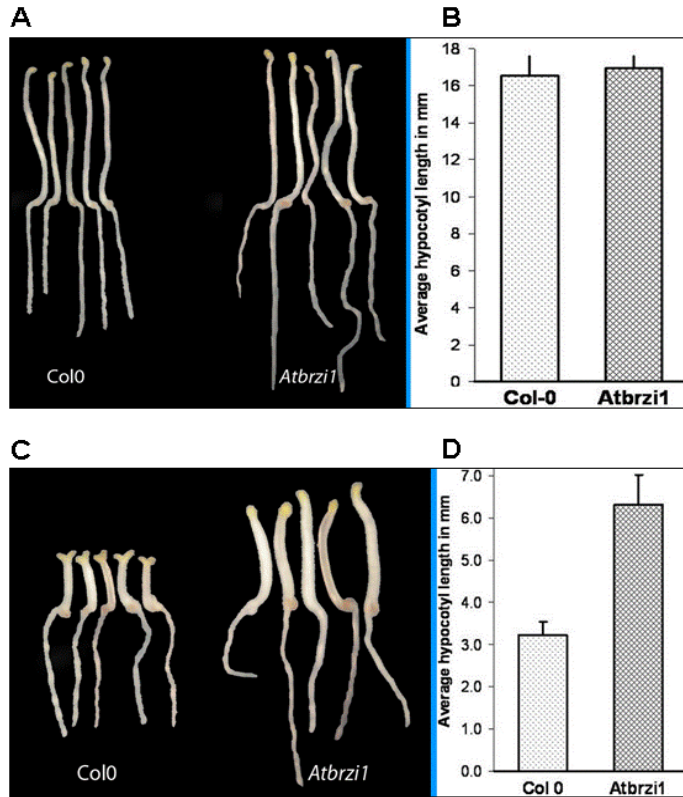 A
Col0
Atbrzi1
B
Average hypocotyl length in mm
18
16
14
12
10
8
6
4
2
0
Col-0
Atbrzi1
C
Col0
Atbrzi1
D
Average hypocotyl length in mm
7.0
6.0
5.0
4.0
3.0
2.0
1.0
0.0
Col 0
Atbrzi1